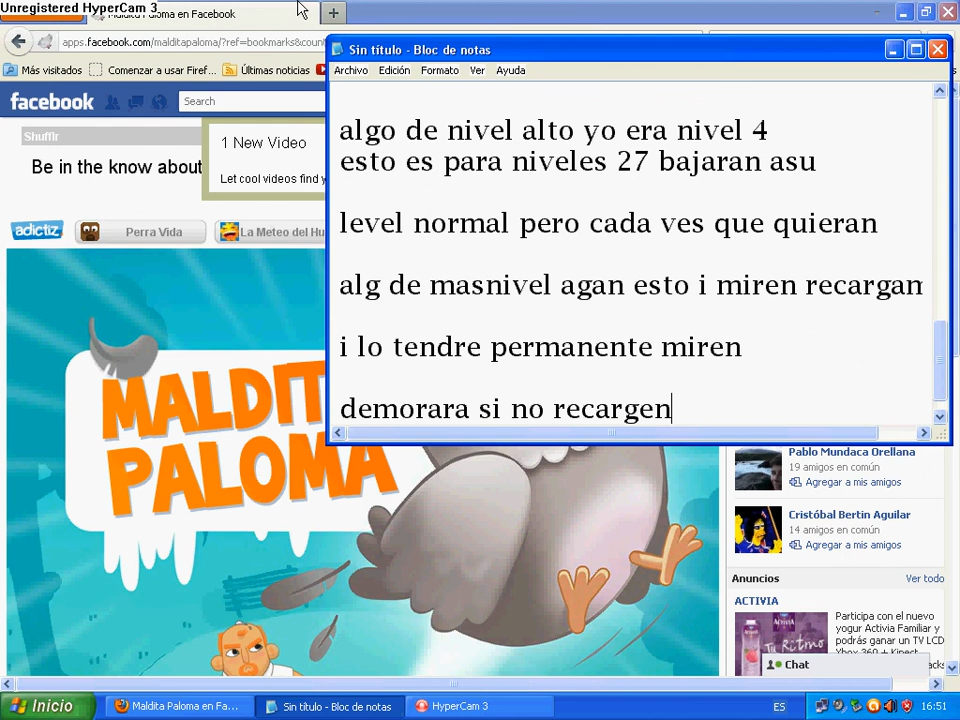 Unregistered HyperCam 3
Maldita Paloma en Facebook
apps.facebook.com/malditapaloma/?ref=bookmarks&coun
Más visitados
Comenzar a usar Firef...
Últimas noticias
facebook
Search
Shufflr
Be in the know about
1 New Video
Let cool videos find y
adictiz
Perra Vida
La Meteo del Hu
MALDIT
PALOMA
Sin título - Bloc de notas
Archivo Edición Formato Ver Ayuda
algo de nivel alto yo era nivel 4
esto es para niveles 27 bajaran asu
level normal pero cada ves que quieran
alg de masnivel agan esto i miren recargam
i lo tendre permanente miren
demorara si no recargen
Pablo Mundaca Orellana
19 amigos en común
Agregar a mis amigos
Cristóbal Bertin Aguilar
14 amigos en común
Agregar a mis amigos
Anuncios
Ver todo
ACTIVIA
Participa con el nuevo
yogur Activia Familiar y
podrás ganar un TV LCD
Xbox 360 + Kinect
Chat
Inicio
Maldita Paloma en Fa...
Sin título - Bloc de notas
HyperCam 3
ES
16:51